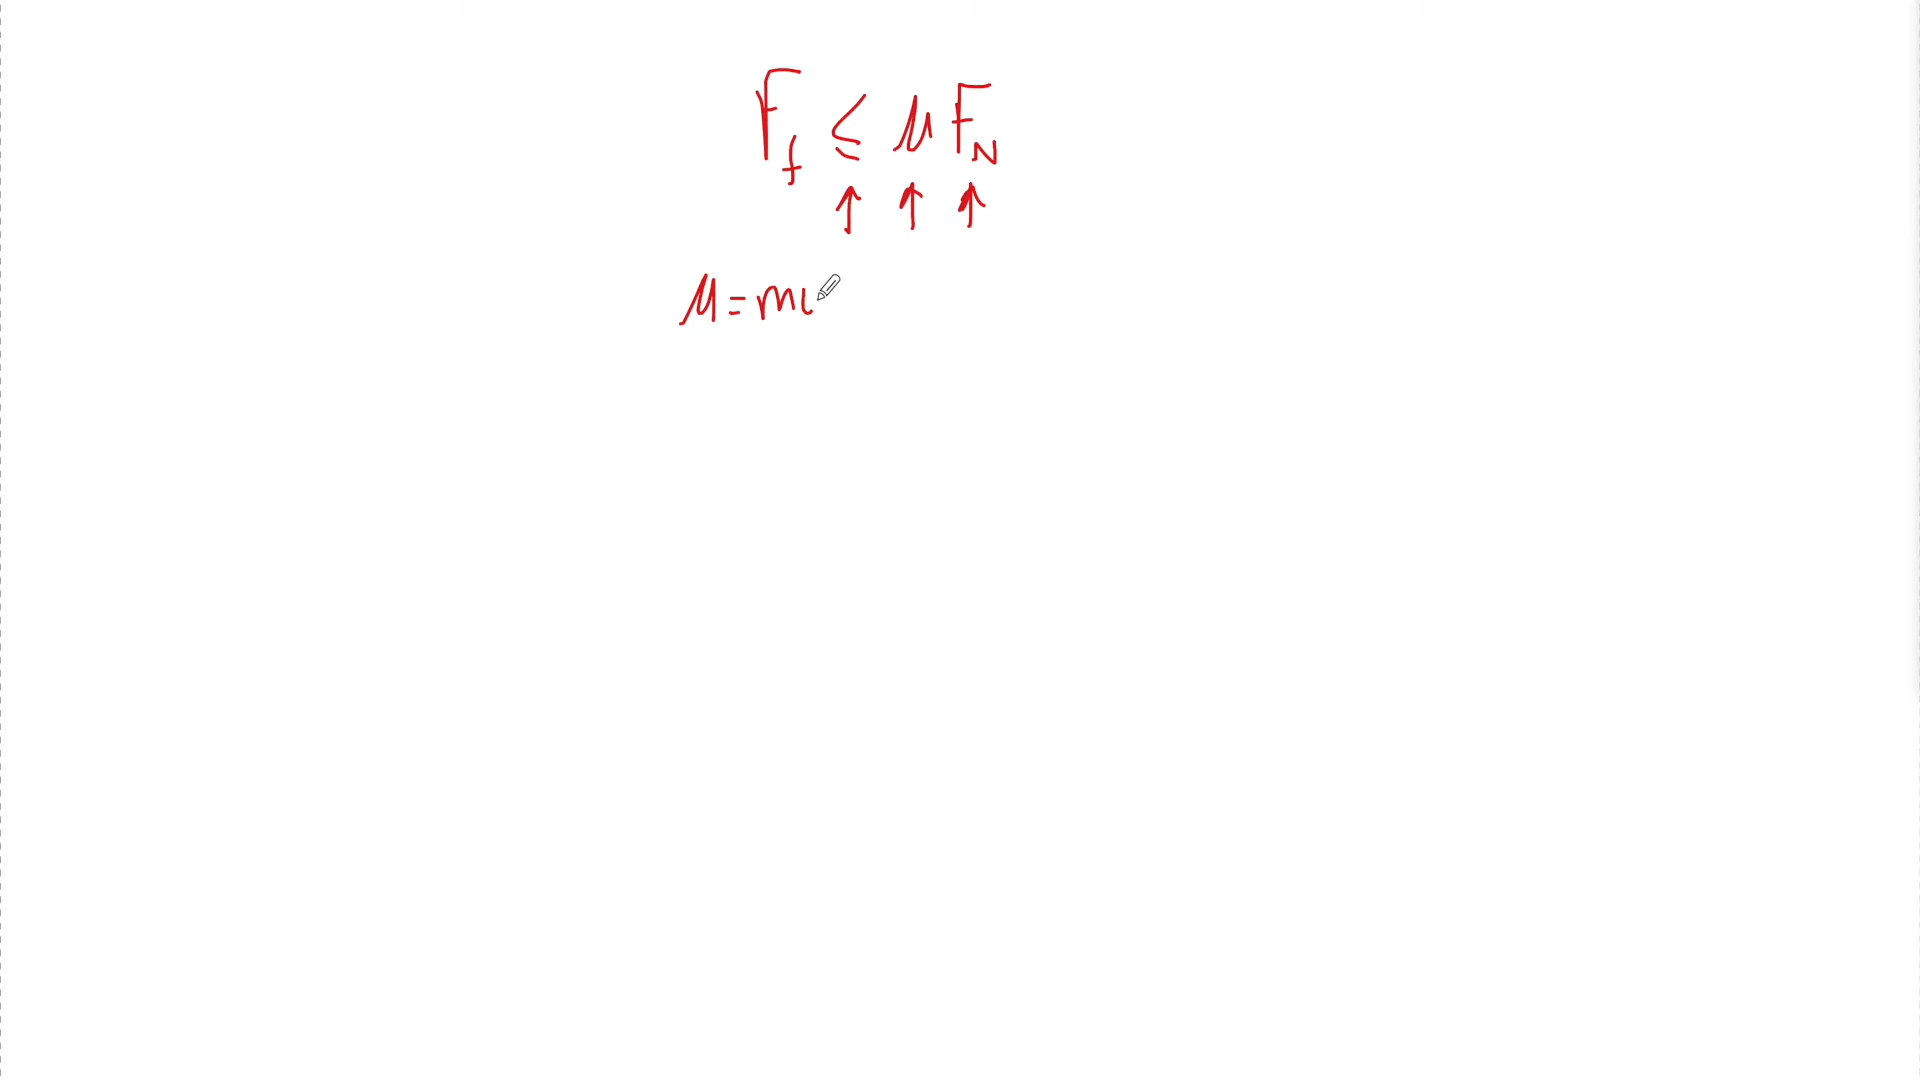 F_f ≤ μ F_N
↑ ↑ ↑
μ = mu